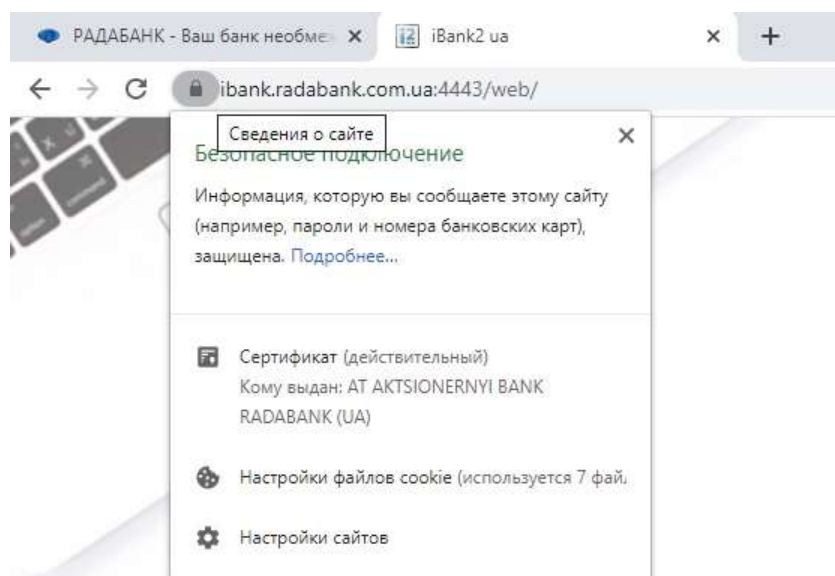 РАДАБАНК - Ваш банк необме
iBank2 ua
ibank.radabank.com.ua:4443/web/
Сведения о сайте
Безопасное подключение
Информация, которую вы сообщаете этому сайту
(например, пароли и номера банковских карт),
защищена. Подробнее...
Сертификат (действительный)
Кому выдан: AT AKTSIONERNYI BANK
RADABANK (UA)
Настройки файлов cookie (используется 7 фай
Настройки сайтов